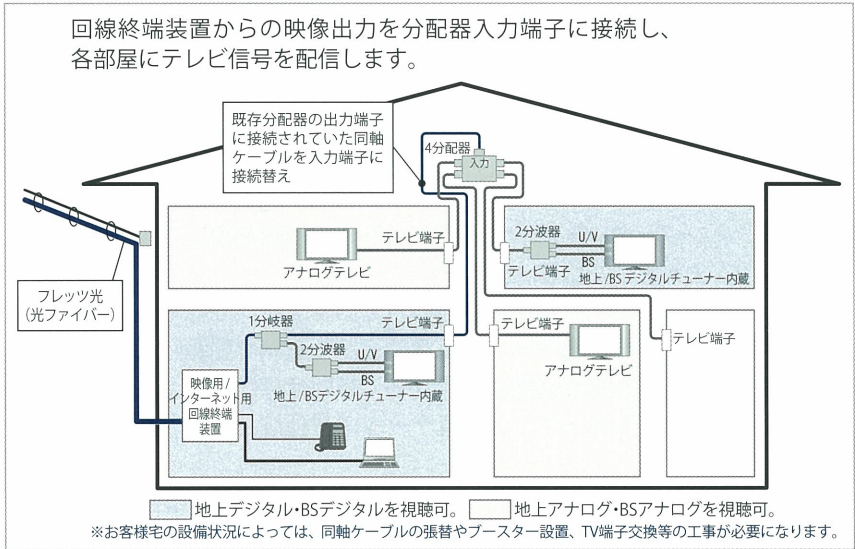 回線終端装置からの映像出力を分配器入力端子に接続し、
各部屋にテレビ信号を配信します。
既存分配器の出力端子
に接続されていた同軸
ケーブルを入力端子に
接続替え
4分配器
入力
テレビ端子
アナログテレビ
2分波器
U/V
BS
テレビ端子
地上/BSデジタルチューナー内蔵
フレッツ光
(光ファイバー)
1分岐器
テレビ端子
2分波器
U/V
BS
地上/BSデジタルチューナー内蔵
映像用/
インターネット用
回線終端
装置
テレビ端子
アナログテレビ
テレビ端子
地上デジタル・BSデジタルを視聴可。
地上アナログ・BSアナログを視聴可。
※お客様宅の設備状況によっては、同軸ケーブルの張替やブースター設置、TV端子交換等の工事が必要になります。